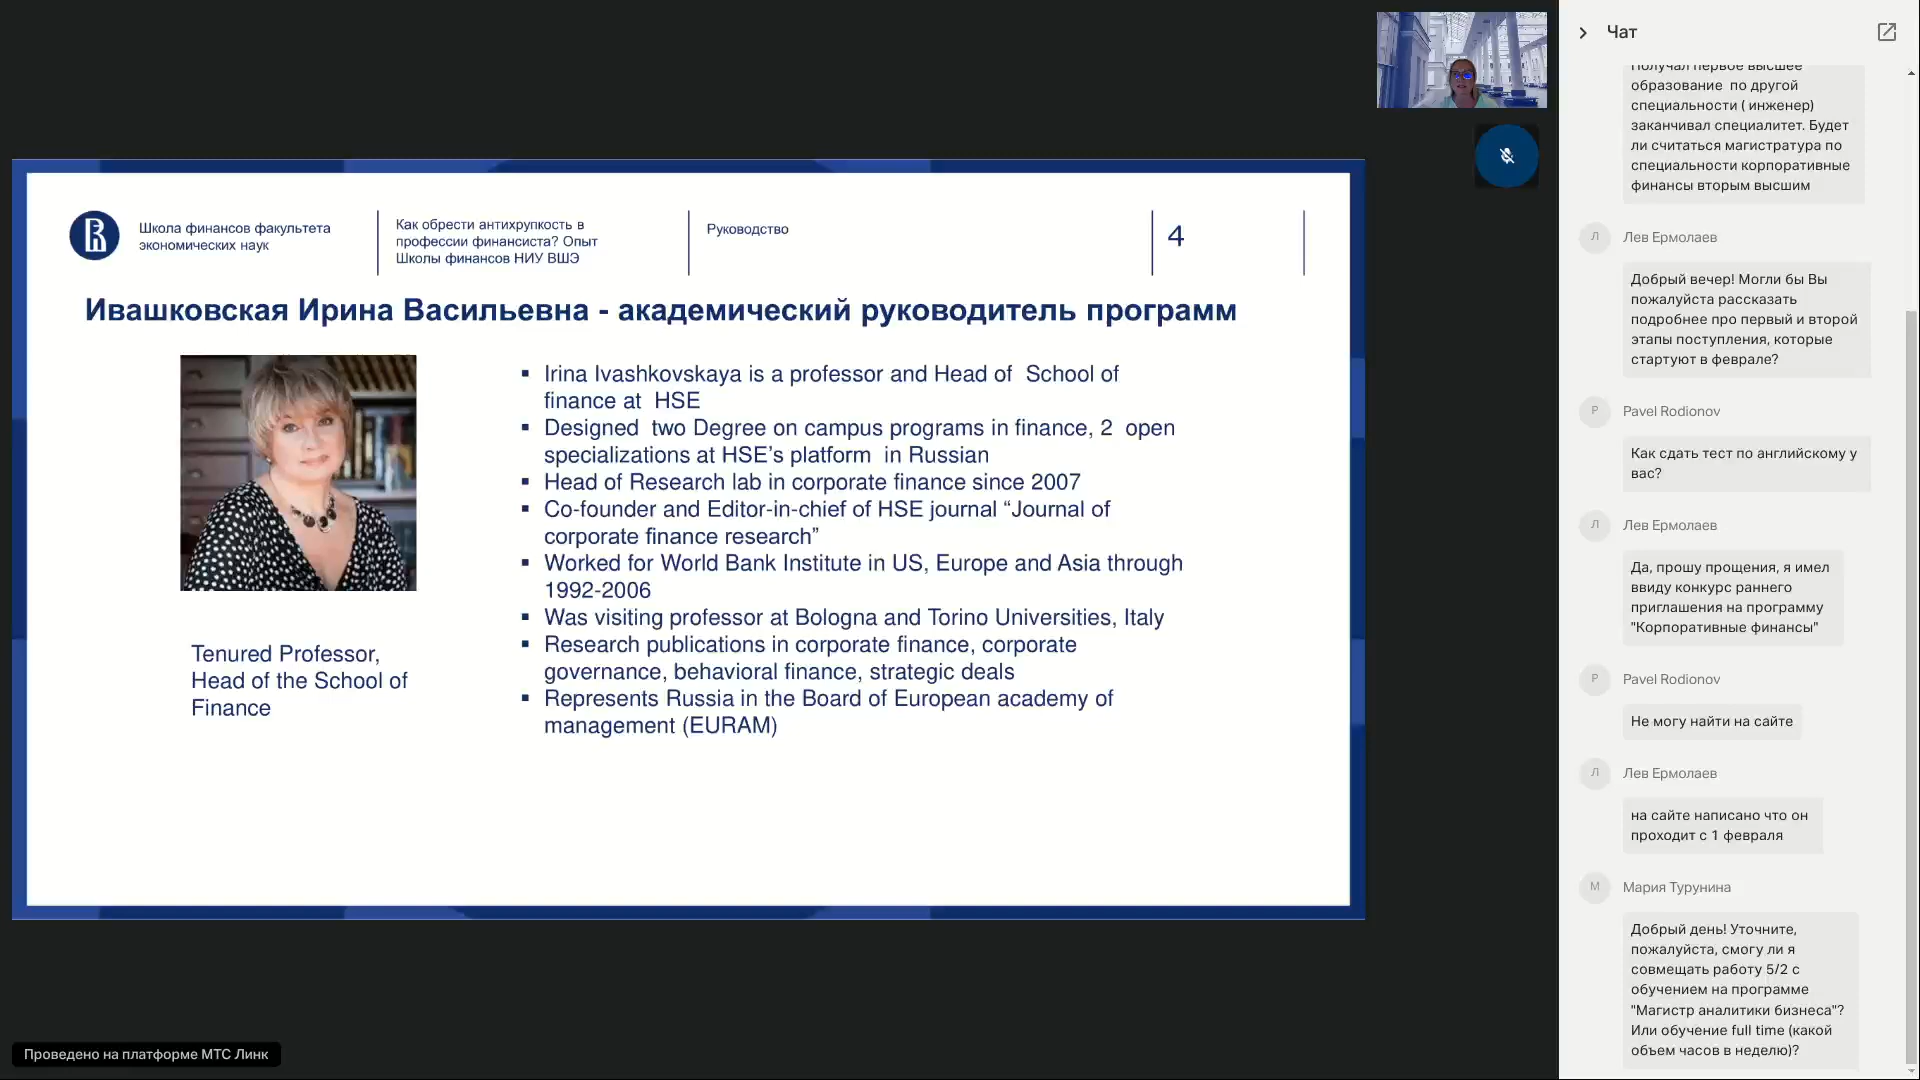 Школа финансов факультета
экономических наук
Как обрести антихрупкость в
профессии финансиста? Опыт
Школы финансов НИУ ВШЭ
Руководство
4
Ивашковская Ирина Васильевна - академический руководитель программ
▪ Irina Ivashkovskaya is a professor and Head of School of
finance at HSE
▪ Designed two Degree on campus programs in finance, 2 open
specializations at HSE’s platform in Russian
▪ Head of Research lab in corporate finance since 2007
▪ Co-founder and Editor-in-chief of HSE journal “Journal of
corporate finance research”
▪ Worked for World Bank Institute in US, Europe and Asia through
1992-2006
▪ Was visiting professor at Bologna and Torino Universities, Italy
▪ Research publications in corporate finance, corporate
governance, behavioral finance, strategic deals
▪ Represents Russia in the Board of European academy of
management (EURAM)
Tenured Professor,
Head of the School of
Finance
Проведено на платформе МТС Линк
Чат
Получал первое высшее
образование по другой
специальности ( инженер)
заканчивал специалитет. Будет
ли считаться магистратура по
специальности корпоративные
финансы вторым высшим
Л
Лев Ермолаев
Добрый вечер! Могли бы Вы
пожалуйста рассказать
подробнее про первый и второй
этапы поступления, которые
стартуют в феврале?
P
Pavel Rodionov
Как сдать тест по английскому у
вас?
Л
Лев Ермолаев
Да, прошу прощения, я имел
ввиду конкурс раннего
приглашения на программу
"Корпоративные финансы"
P
Pavel Rodionov
Не могу найти на сайте
Л
Лев Ермолаев
на сайте написано что он
проходит с 1 февраля
М
Мария Турунина
Добрый день! Уточните,
пожалуйста, смогу ли я
совмещать работу 5/2 с
обучением на программе
"Магистр аналитики бизнеса"?
Или обучение full time (какой
объем часов в неделю)?